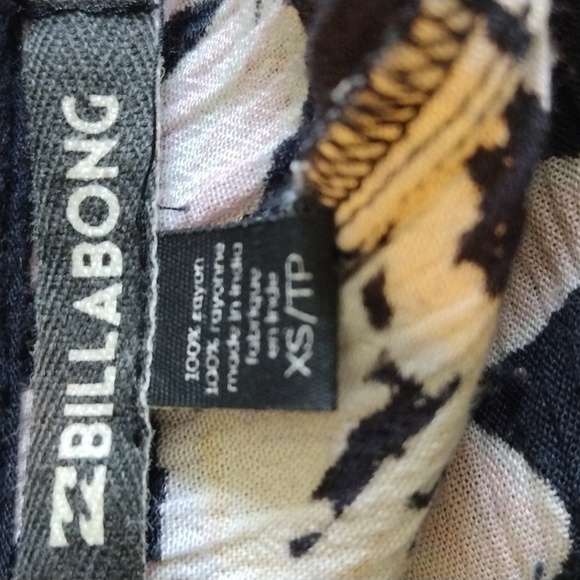 BILLABONG
100% rayon
100% rayonne
made in India
fabriqué
en Inde
XS/TP